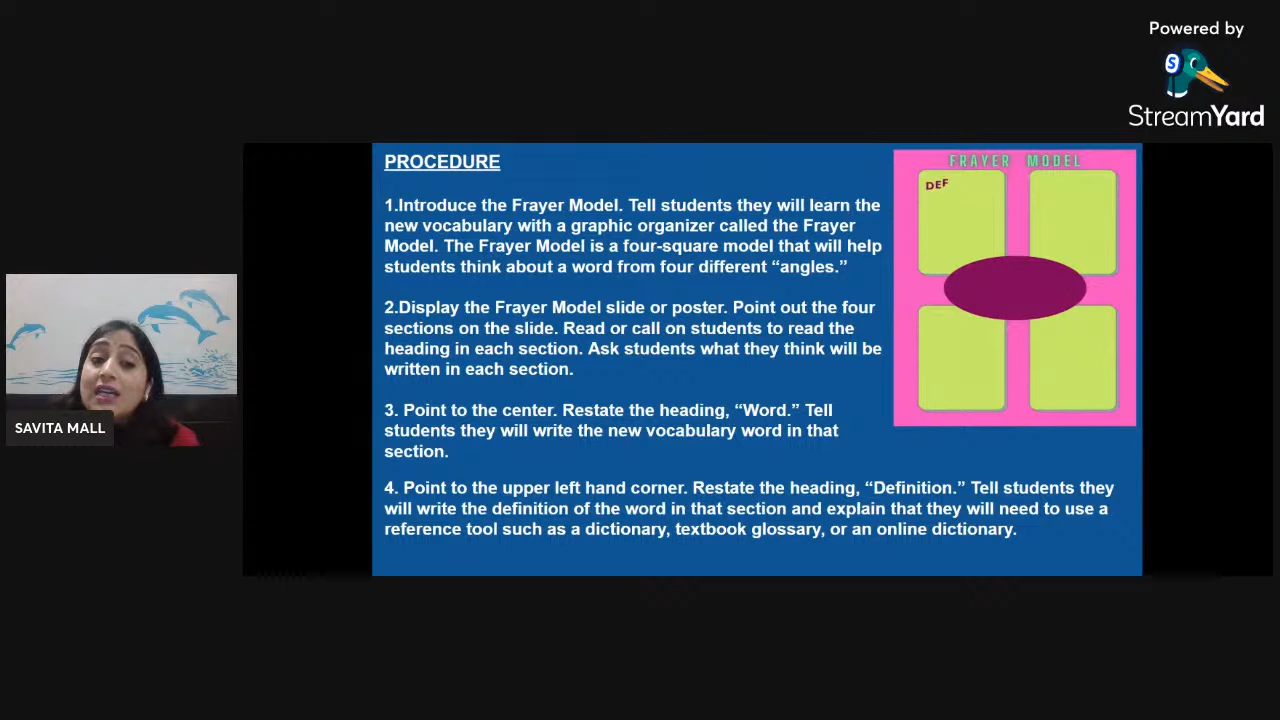 Powered by
S
StreamYard
PROCEDURE
FRAYER MODEL
DEF
1.Introduce the Frayer Model. Tell students they will learn the
new vocabulary with a graphic organizer called the Frayer
Model. The Frayer Model is a four-square model that will help
students think about a word from four different “angles.”
2.Display the Frayer Model slide or poster. Point out the four
sections on the slide. Read or call on students to read the
heading in each section. Ask students what they think will be
written in each section.
3. Point to the center. Restate the heading, “Word.” Tell
students they will write the new vocabulary word in that
section.
4. Point to the upper left hand corner. Restate the heading, “Definition.” Tell students they
will write the definition of the word in that section and explain that they will need to use a
reference tool such as a dictionary, textbook glossary, or an online dictionary.
SAVITA MALL